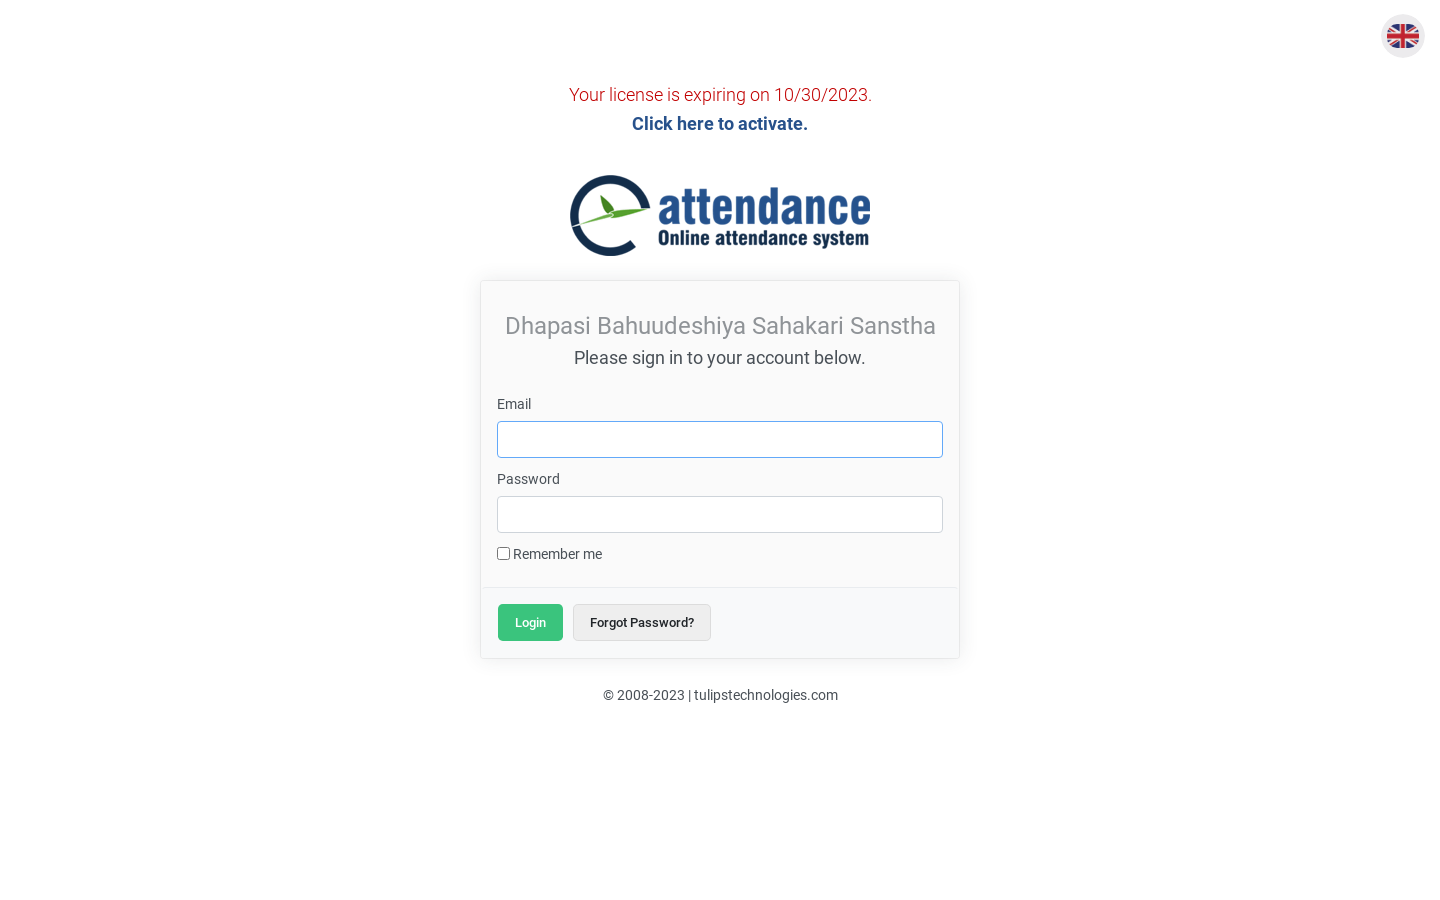 Your license is expiring on 10/30/2023.
Click here to activate.
attendance
Online attendance system
Dhapasi Bahuudeshiya Sahakari Sanstha
Please sign in to your account below.
Email
Password
Remember me
Login Forgot Password?
© 2008-2023 | tulipstechnologies.com